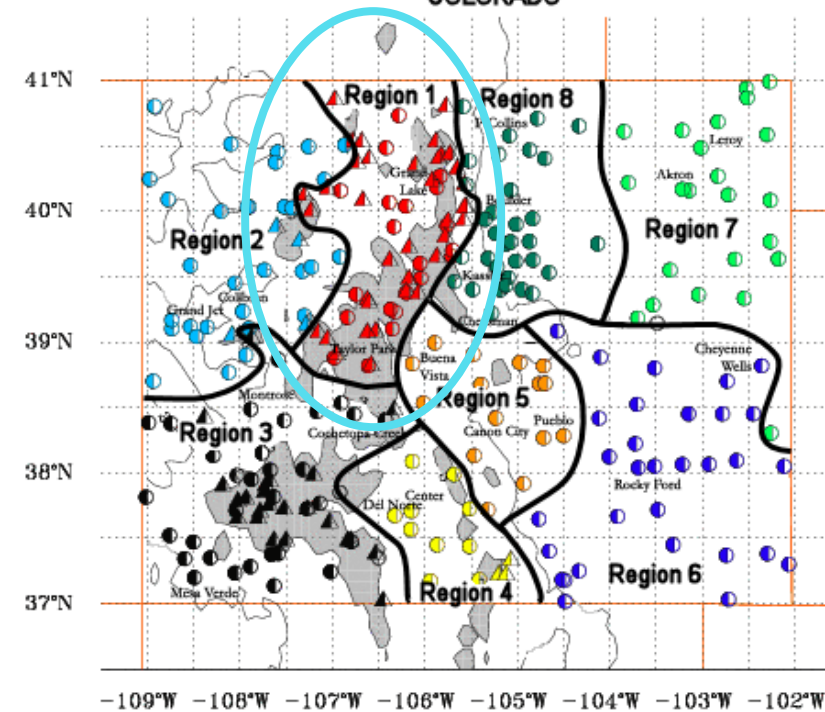 COLORADO
41°N
Region 1
Region 8
Leroy
Grand
Lake
Akron
40°N
Boulder
Region 2
Region 7
Grand Jct
39°N
Cheesman
Taylor Park
Buena
Vista
Cheyenne
Wells
Montrose
Region 5
Region 3
Cochetopa Creek
Canon City
Pueblo
38°N
Del Norte
Center
Rocky Ford
Mesa Verde
Region 4
Region 6
37°N
-109°W -108°W -107°W -106°W -105°W -104°W -103°W -102°W